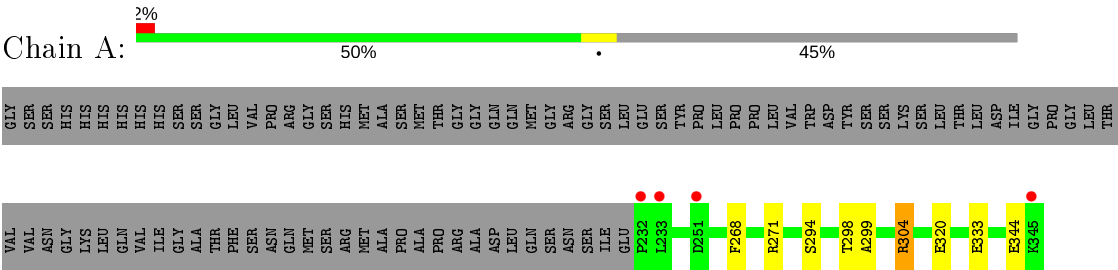 2%
Chain A: 50% • 45%
GLY SER SER HIS HIS HIS HIS HIS HIS SER SER GLY LEU VAL PRO ARG GLY SER HIS MET ALA SER MET THR GLY GLY GLN GLN MET GLY ARG GLY SER LEU GLU SER TYR PRO LEU PRO PRO LEU VAL TRP ASP TYR SER SER LYS SER LEU THR LEU ASP ILE GLY PRO GLY LEU THR
VAL VAL ASN GLY LYS LEU GLN VAL ILE GLY ALA THR PHE SER ASN GLN MET SER ARG MET ALA PRO ALA PRO ARG ALA ASP LEU GLN SER ASN SER ILE GLU P232 L233 D251 F268 R271 S294 T298 A299 R304 E320 E333 E344 K345